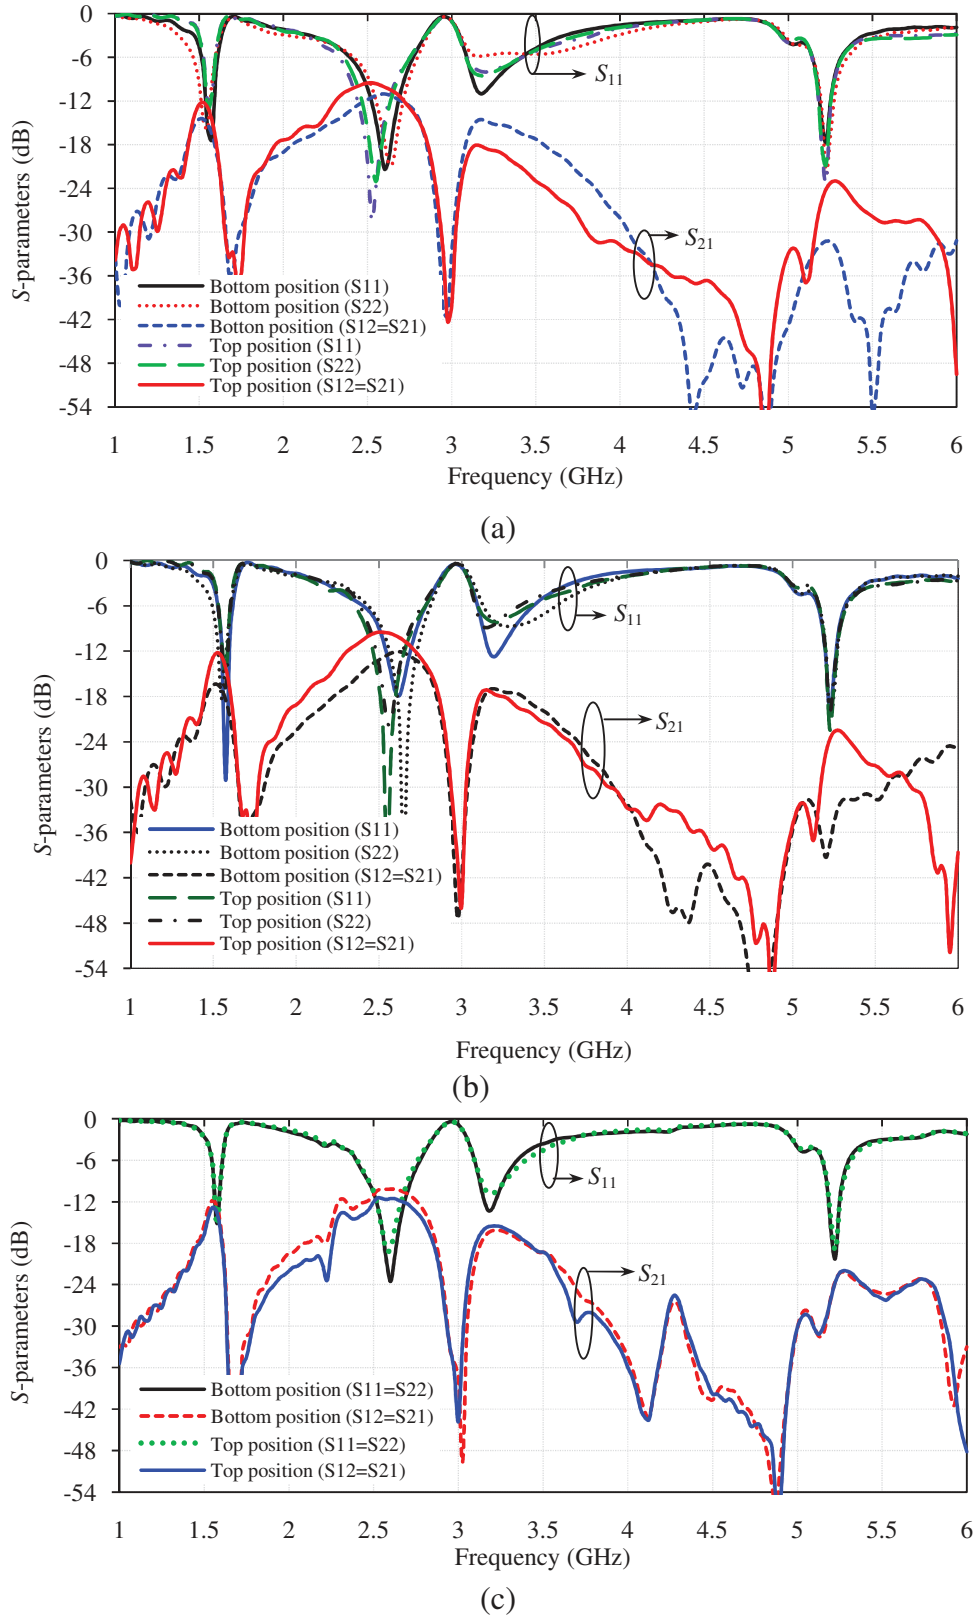 0
-6
-12
-18
-24
-30
-36
-42
-48
-54
S-parameters (dB)
S11
S21
Bottom position (S11)
Bottom position (S22)
Botton position (S12=S21)
Top position (S11)
Top position (S22)
Top position (S12=S21)
1 1.5 2 2.5 3 3.5 4 4.5 5 5.5 6
Frequency (GHz)
(a)
0
-6
-12
-18
-24
-30
-36
-42
-48
-54
S-parameters (dB)
S11
S21
Bottom position (S11)
Bottom position (S22)
Bottom position (S12=S21)
Top position (S11)
Top position (S22)
Top position (S12=S21)
1 1.5 2 2.5 3 3.5 4 4.5 5 5.5 6
Frequency (GHz)
(b)
0
-6
-12
-18
-24
-30
-36
-42
-48
-54
S-parameters (dB)
S11
S21
Bottom position (S11=S22)
Bottom position (S12=S21)
Top position (S11=S22)
Top position (S12=S21)
1 1.5 2 2.5 3 3.5 4 4.5 5 5.5 6
Frequency (GHz)
(c)